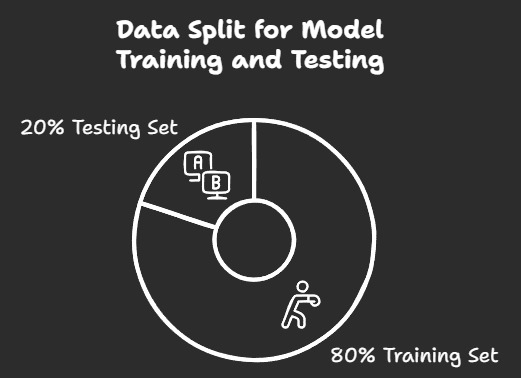 Data Split for Model
Training and Testing
20% Testing Set
A
B
80% Training Set